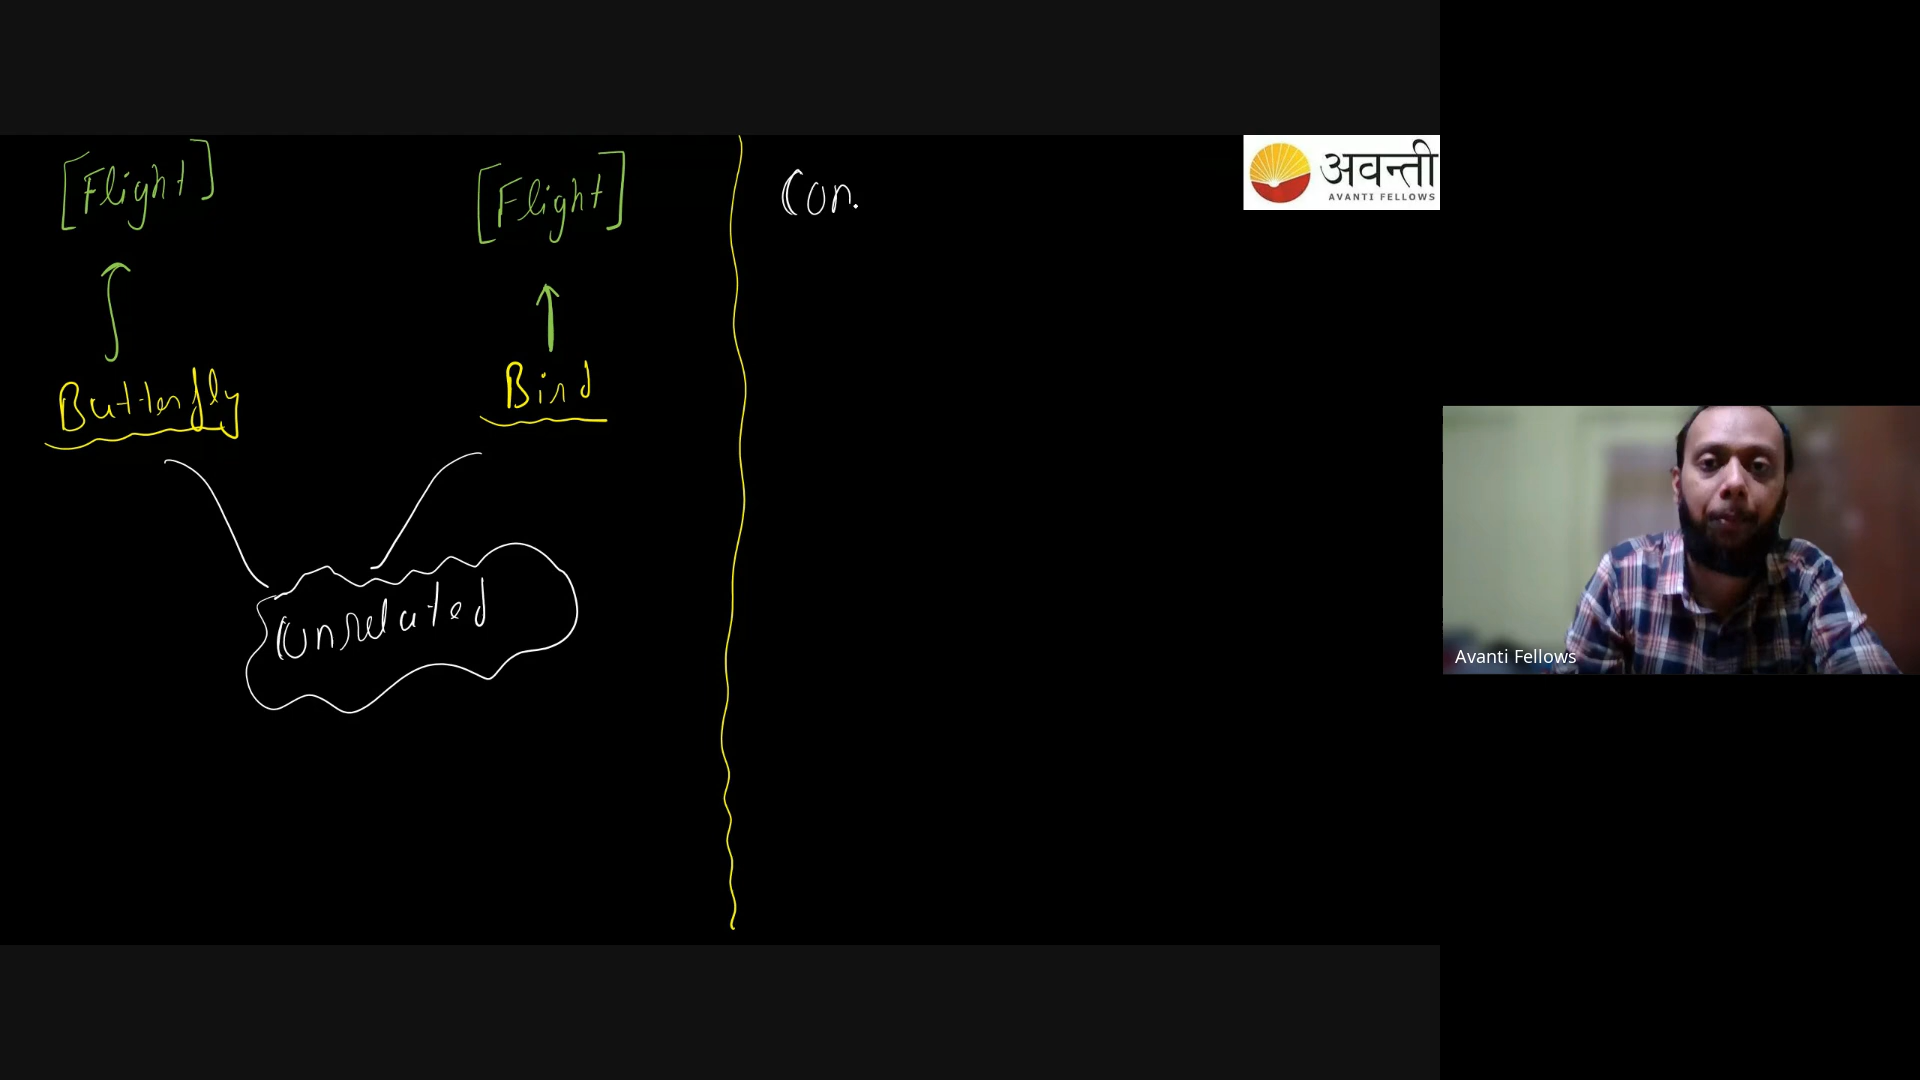 [Flight]
[Flight]
Butterfly
Bird
Unrelated
Con.
अवन्ती
AVANTI FELLOWS
Avanti Fellows